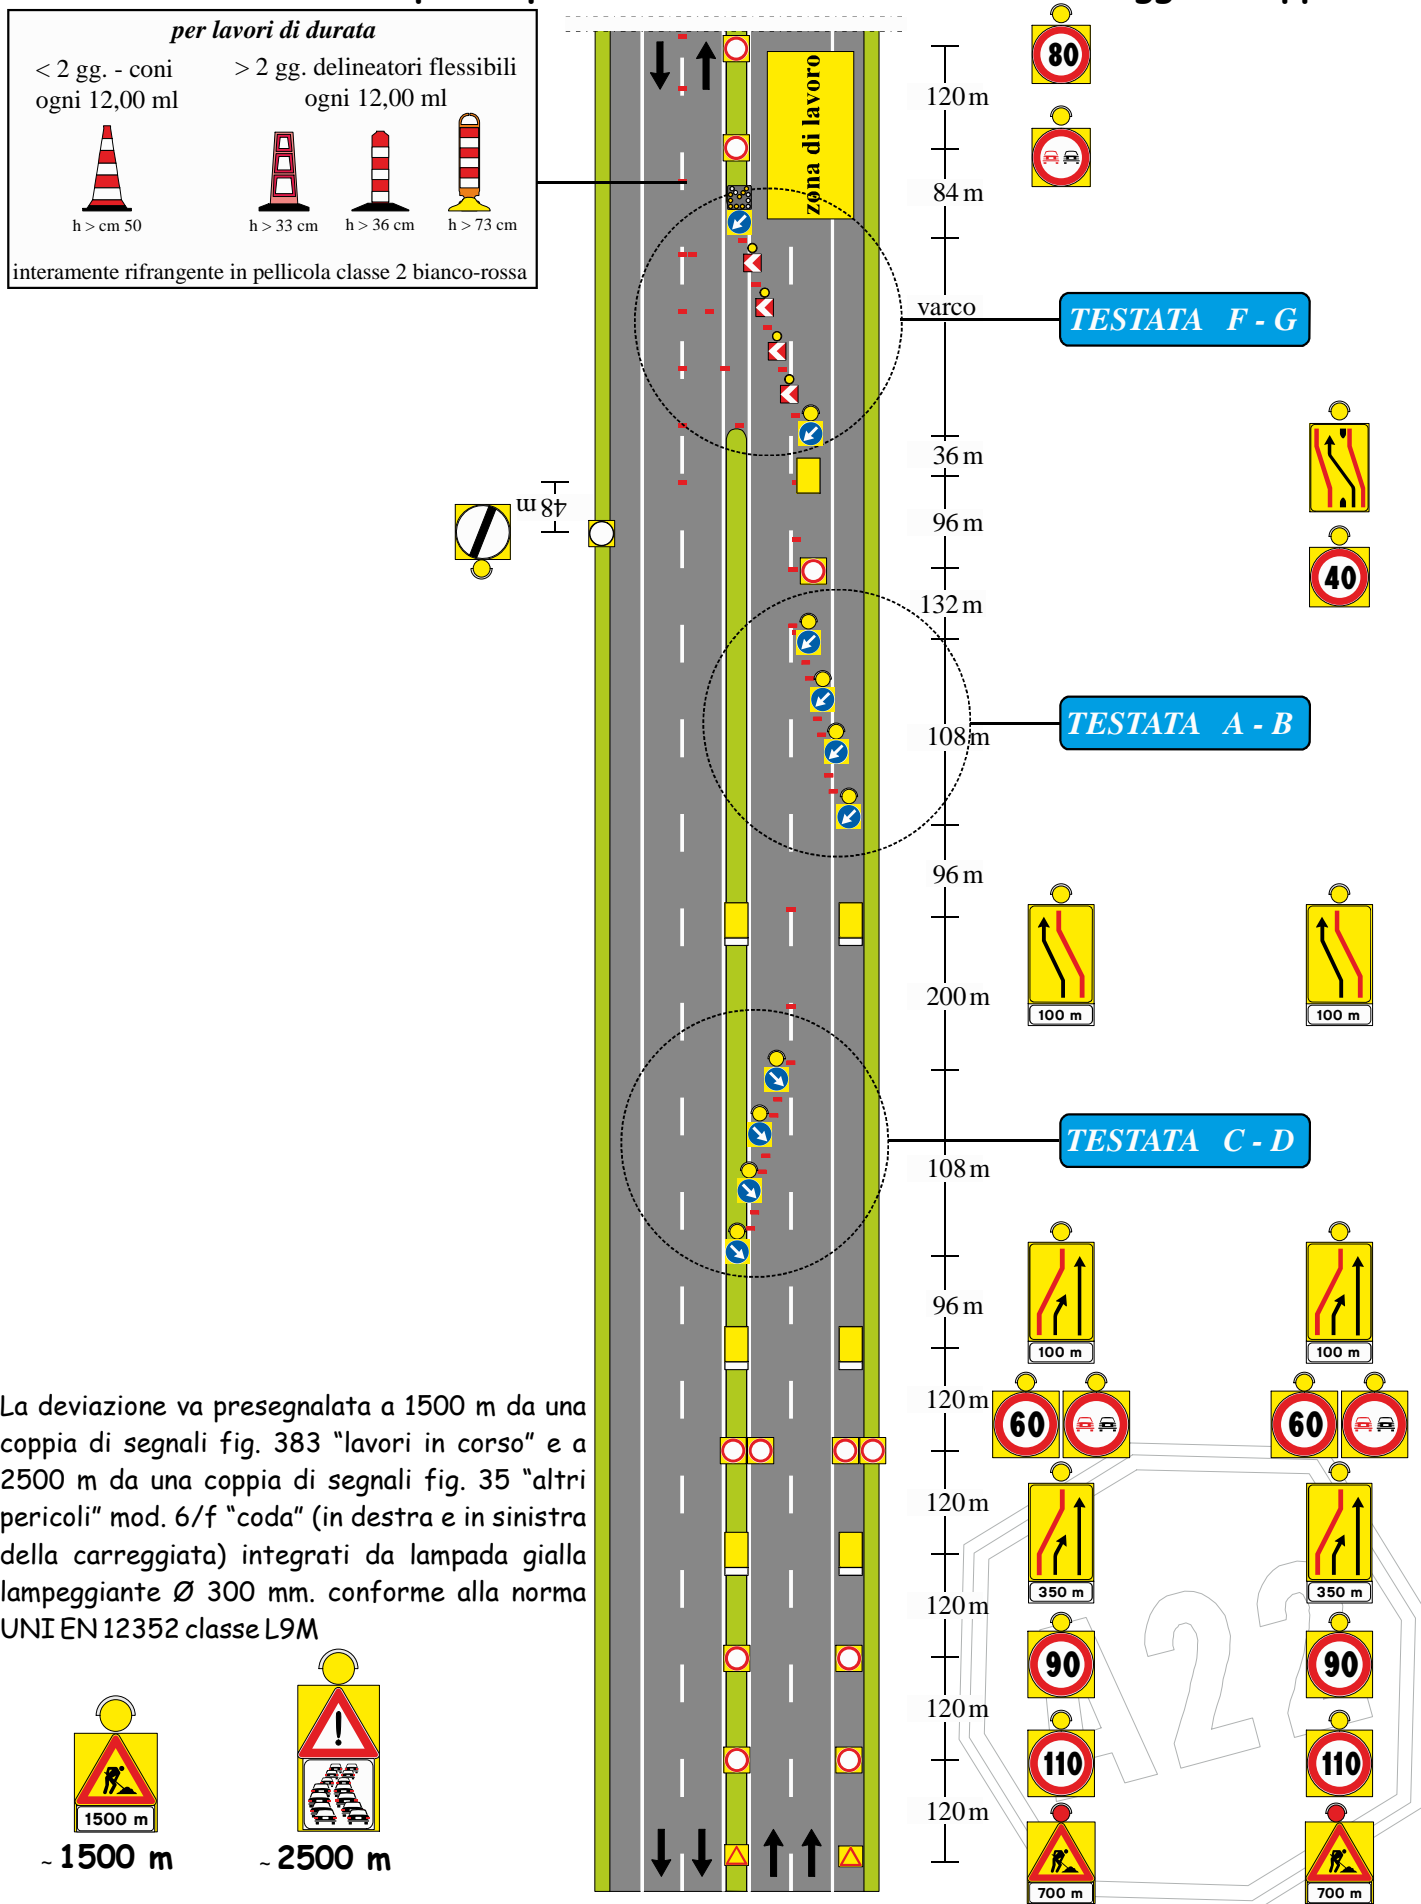 per lavori di durata
< 2 gg. - coni
ogni 12,00 ml
> 2 gg. delineatori flessibili
ogni 12,00 ml
h > cm 50
h > 33 cm
h > 36 cm
h > 73 cm
interamente rifrangente in pellicola classe 2 bianco-rossa
zona di lavoro
80
120 m
84 m
varco
TESTATA F - G
36 m
48 m
96 m
40
132 m
TESTATA A - B
108 m
96 m
200 m
100 m
100 m
TESTATA C - D
108 m
96 m
100 m
100 m
120 m
60
60
120 m
350 m
350 m
120 m
90
90
120 m
110
110
120 m
700 m
700 m
A22
La deviazione va presegnalata a 1500 m da una
coppia di segnali fig. 383 “lavori in corso” e a
2500 m da una coppia di segnali fig. 35 “altri
pericoli” mod. 6/f “coda” (in destra e in sinistra
della carreggiata) integrati da lampada gialla
lampeggiante Ø 300 mm. conforme alla norma
UNI EN 12352 classe L9M
1500 m
~ 1500 m
~ 2500 m